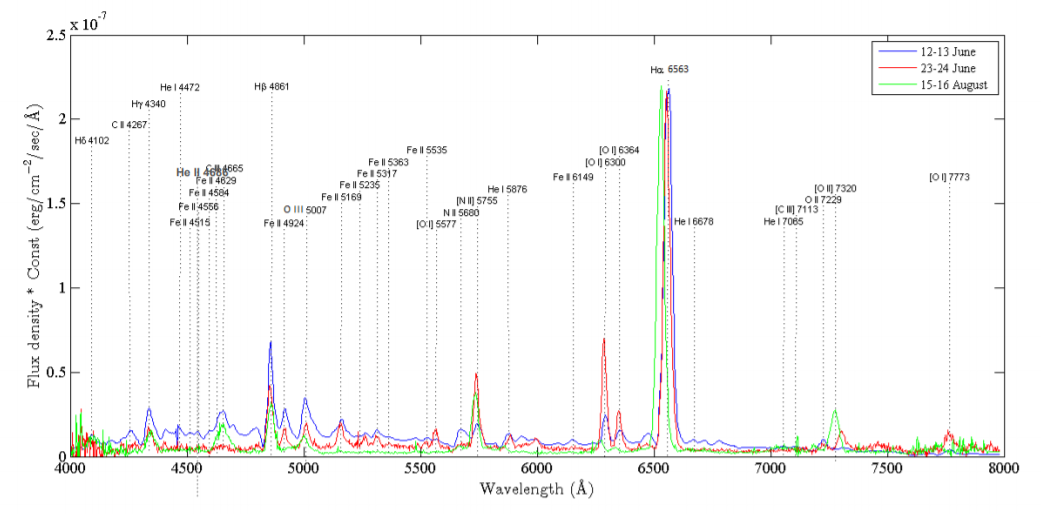 x 10^-7
2.5
2
1.5
1
0.5
0
Flux density * Const (erg/cm−2/sec/Å)
12-13 June
23-24 June
15-16 August
Hδ 4102
C II 4267
Hγ 4340
He I 4472
He II 4686
4665
Fe II 4629
Fe II 4584
Fe II 4556
Fe II 4515
Hβ 4861
Fe II 4924
O III 5007
Fe II 5169
Fe II 5235
Fe II 5317
Fe II 5363
Fe II 5535
[O I] 5577
N II 5680
[N II] 5755
He I 5876
Fe II 6149
[O I] 6300
[O I] 6364
Hα 6563
He I 6678
He I 7065
[C III] 7113
O II 7229
[O II] 7320
[O I] 7773
4000
4500
5000
5500
6000
6500
7000
7500
8000
Wavelength (Å)